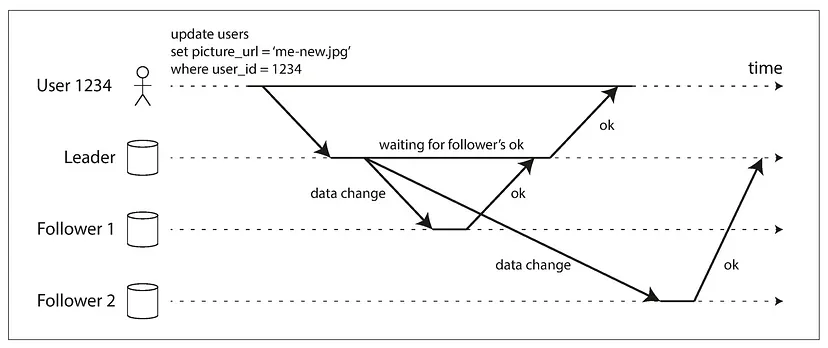 update users
set picture_url = ‘me-new.jpg’
where user_id = 1234
time
User 1234
ok
waiting for follower’s ok
Leader
data change
ok
Follower 1
data change
ok
Follower 2